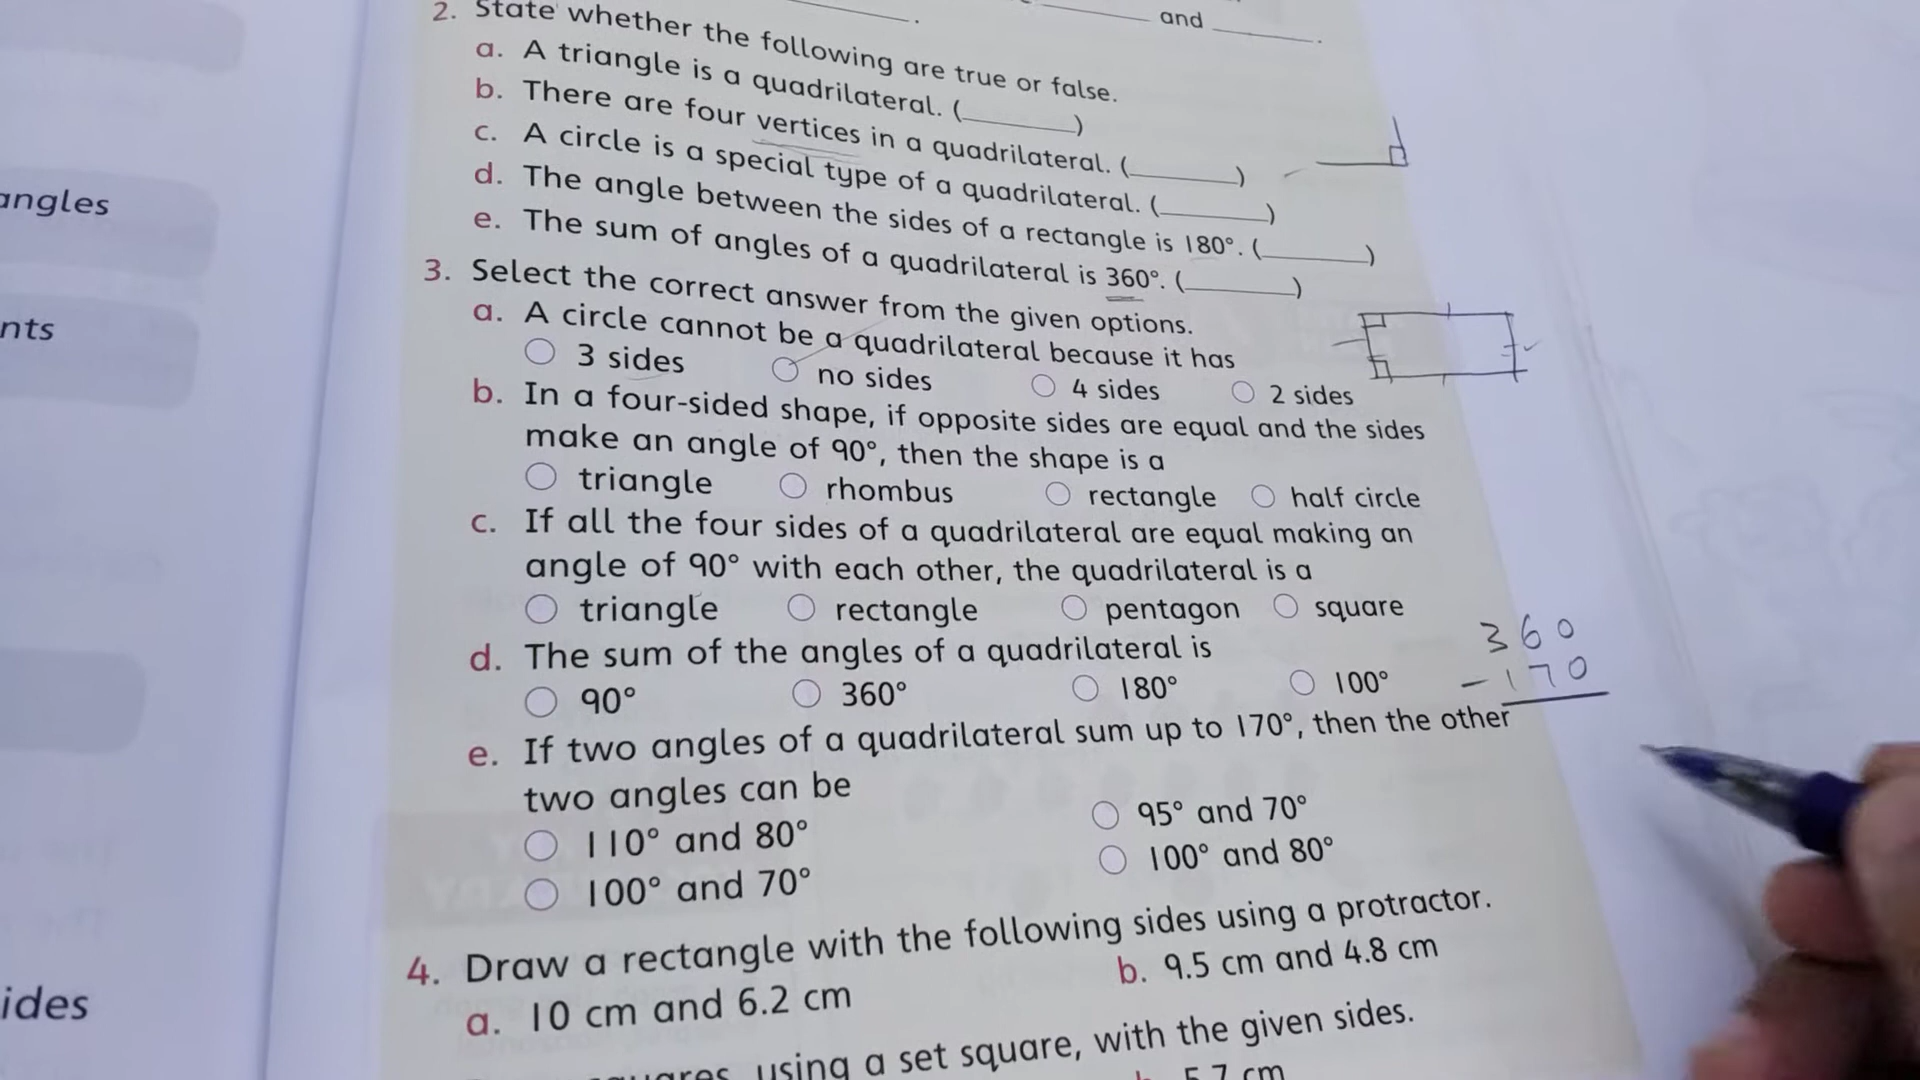 and
2. State whether the following are true or false.
a. A triangle is a quadrilateral. (______)
b. There are four vertices in a quadrilateral. (______)
c. A circle is a special type of a quadrilateral. (______)
d. The angle between the sides of a rectangle is 180°. (______)
e. The sum of angles of a quadrilateral is 360°. (______)
3. Select the correct answer from the given options.
a. A circle cannot be a quadrilateral because it has
3 sides no sides 4 sides 2 sides
b. In a four-sided shape, if opposite sides are equal and the sides
make an angle of 90°, then the shape is a
triangle rhombus rectangle half circle
c. If all the four sides of a quadrilateral are equal making an
angle of 90° with each other, the quadrilateral is a
triangle rectangle pentagon square
d. The sum of the angles of a quadrilateral is
90° 360° 180° 100°
e. If two angles of a quadrilateral sum up to 170°, then the other
two angles can be
110° and 80° 95° and 70°
100° and 70° 100° and 80°
4. Draw a rectangle with the following sides using a protractor.
a. 10 cm and 6.2 cm b. 9.5 cm and 4.8 cm
using a set square, with the given sides.
5.7 cm
360
- 170
angles
nts
ides